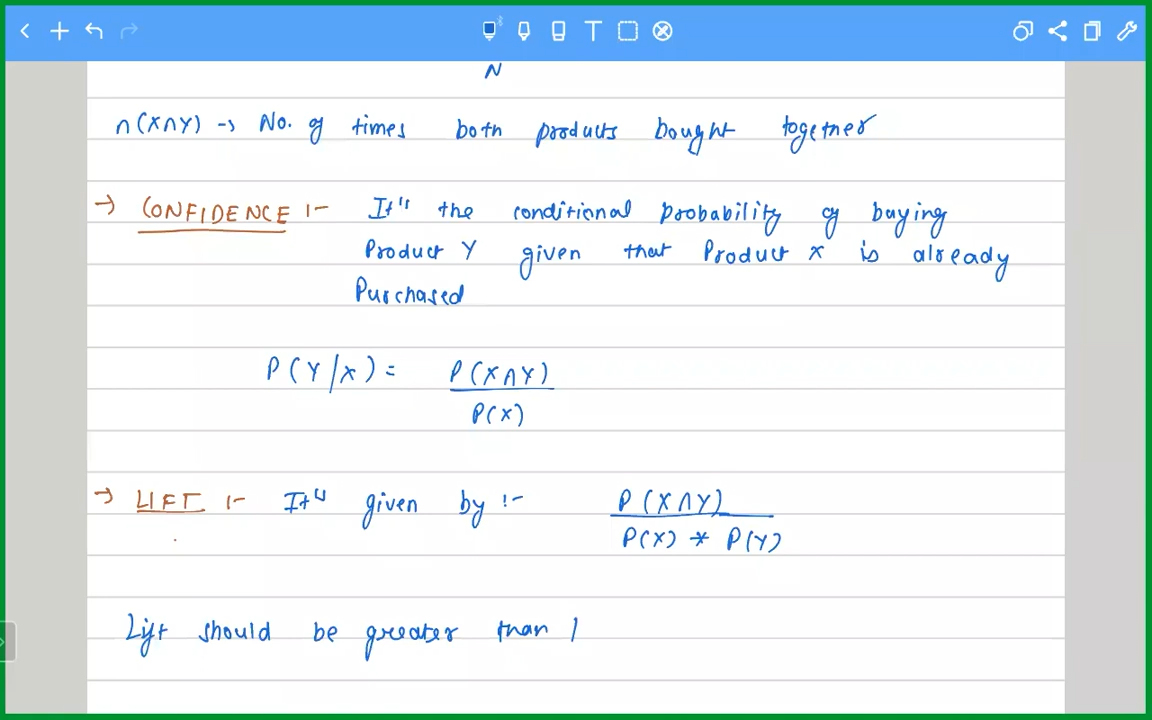 N
n(X∩Y) -> No. of times both products bought together
-> CONFIDENCE :- It's the conditional probability of buying
Product Y given that Product X is already
Purchased
P(Y/X) = P(X∩Y)
P(X)
-> LIFT :- It's given by :- P(X∩Y)
P(X) * P(Y)
Lift should be greater than 1